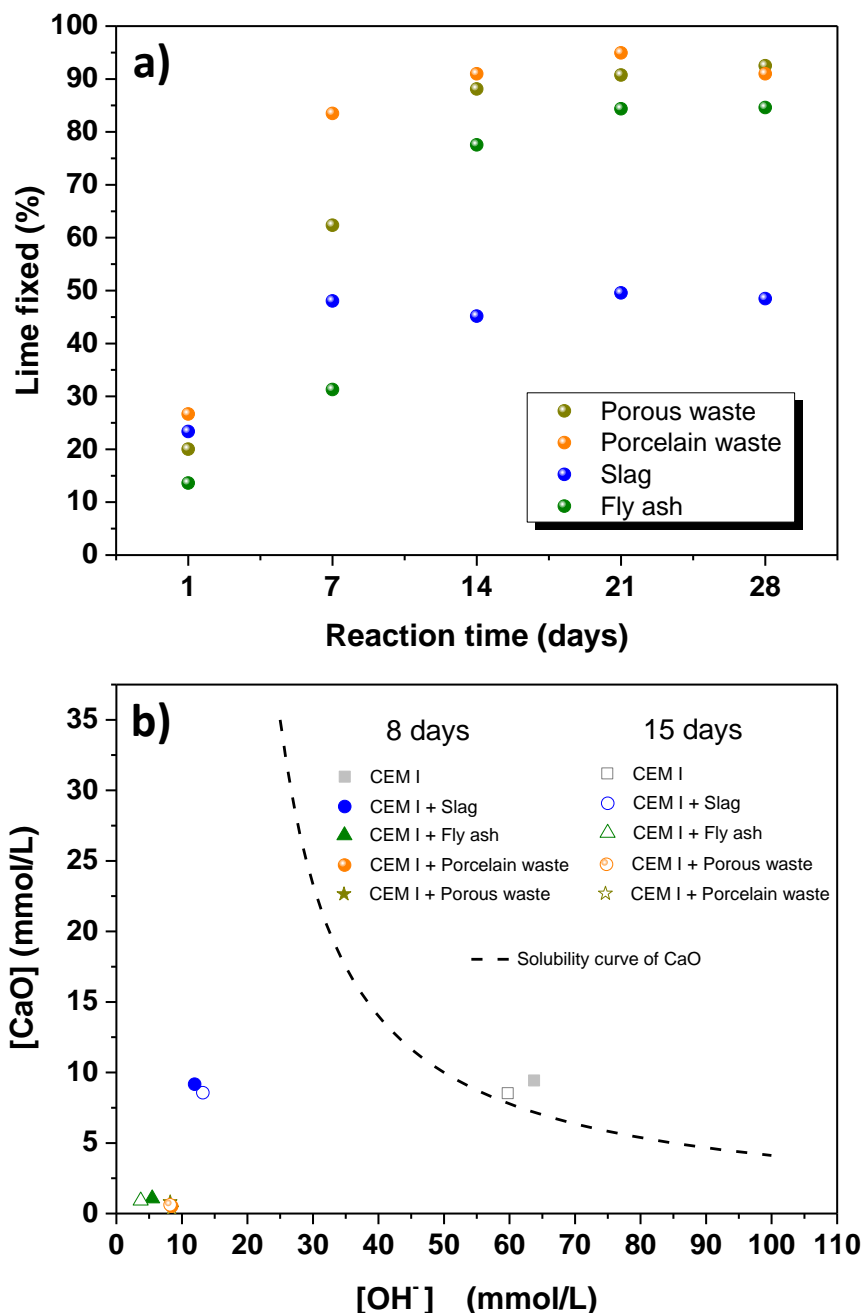 a)
100
90
80
70
60
50
40
30
20
10
0
Lime fixed (%)
Porous waste
Porcelain waste
Slag
Fly ash
1 7 14 21 28
Reaction time (days)
b)
35
30
25
20
15
10
5
0
[CaO] (mmol/L)
8 days
CEM I
CEM I + Slag
CEM I + Fly ash
CEM I + Porcelain waste
CEM I + Porous waste
15 days
CEM I
CEM I + Slag
CEM I + Fly ash
CEM I + Porous waste
CEM I + Porcelain waste
Solubility curve of CaO
0 10 20 30 40 50 60 70 80 90 100 110
[OH⁻] (mmol/L)